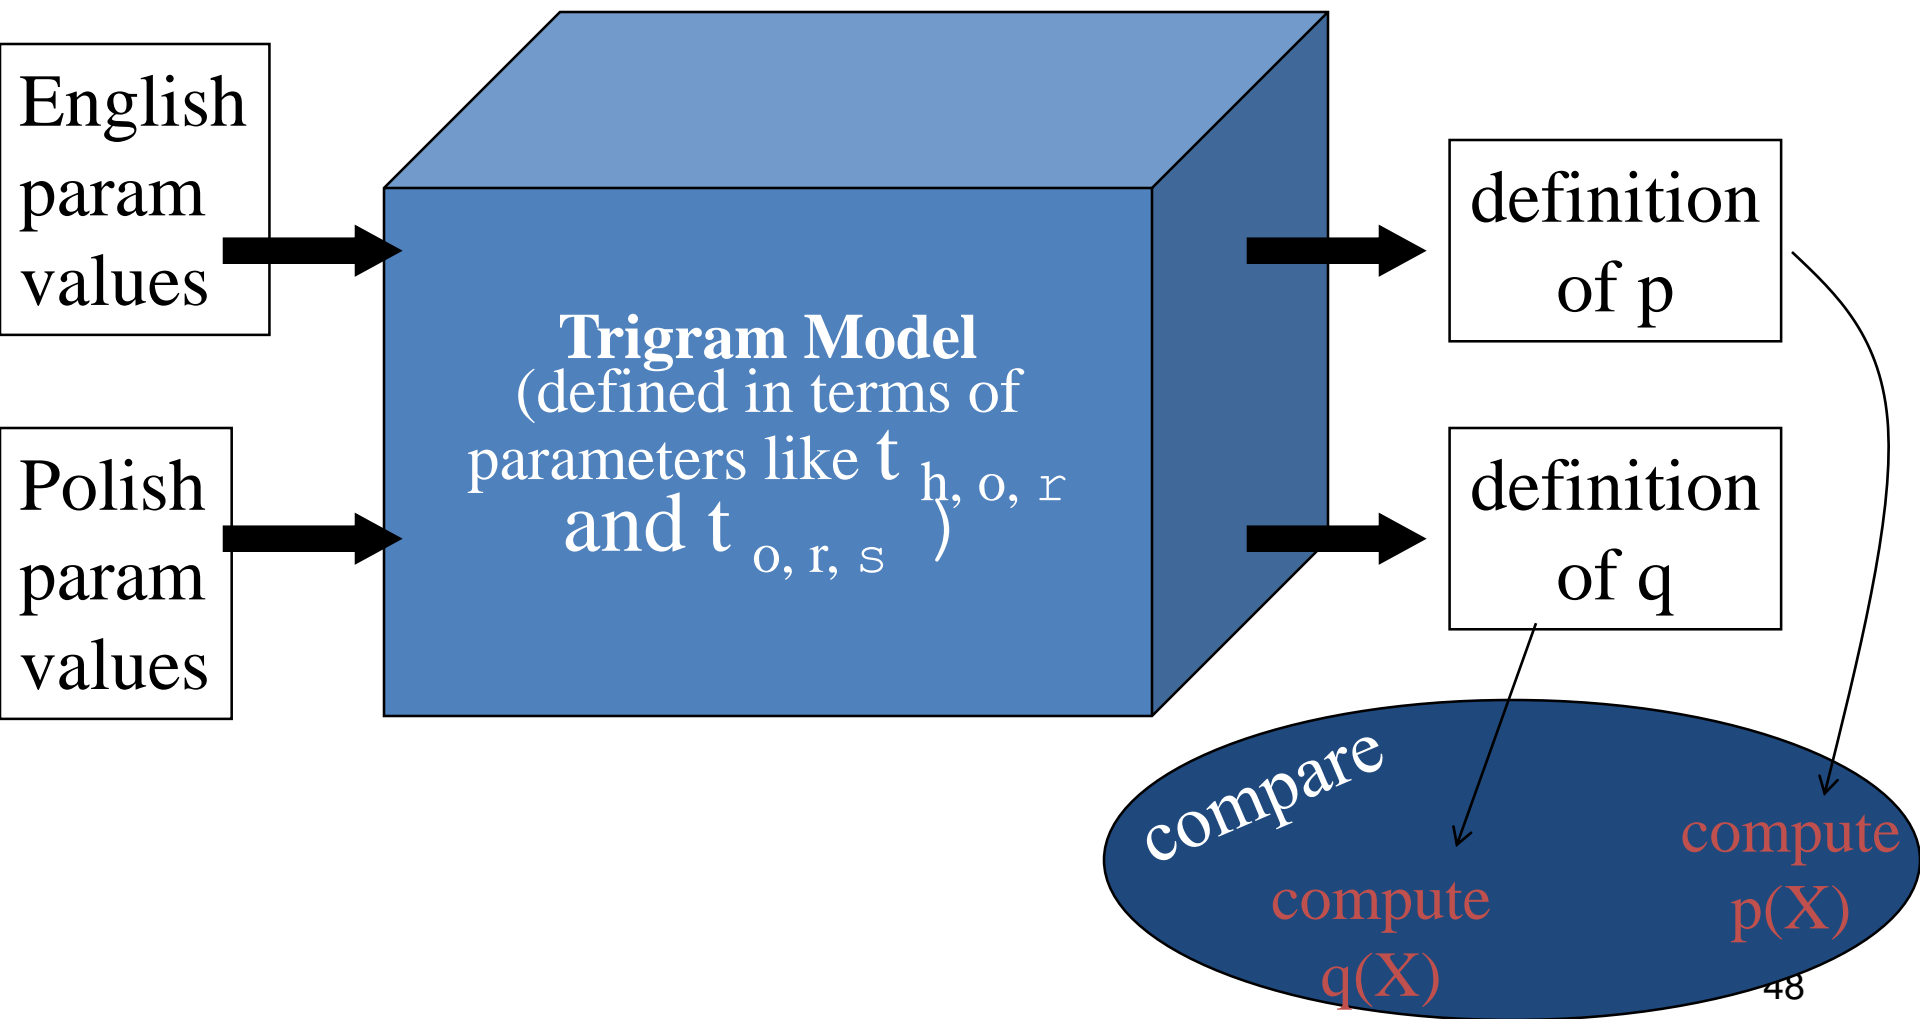 English
param
values
Polish
param
values
Trigram Model
(defined in terms of
parameters like t h, o, r
and t o, r, s )
definition
of p
definition
of q
compare
compute
q(X)
compute
p(X)
48